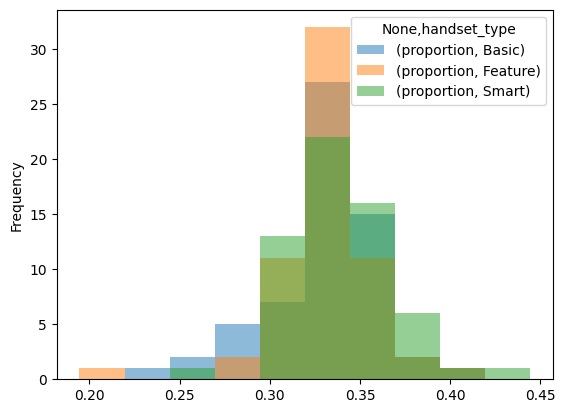 None,handset_type
(proportion, Basic)
(proportion, Feature)
(proportion, Smart)
Frequency
30
25
20
15
10
5
0
0.20 0.25 0.30 0.35 0.40 0.45